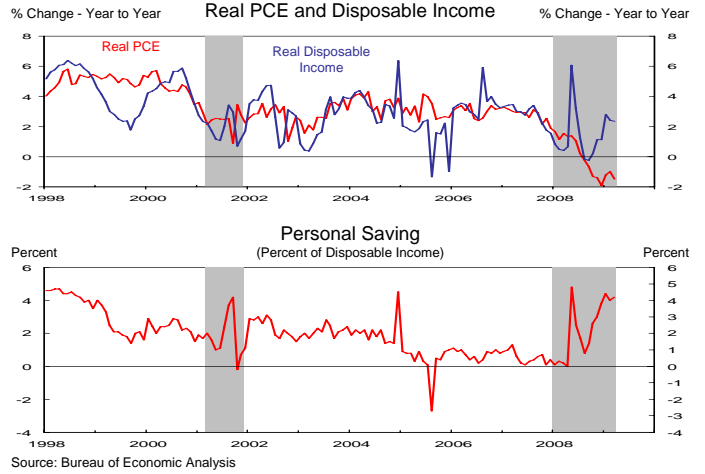 % Change - Year to Year Real PCE and Disposable Income % Change - Year to Year
8 8
Real PCE
Real Disposable
Income
6 6
4 4
2 2
0 0
-2 -2
1998 2000 2002 2004 2006 2008
Personal Saving
Percent (Percent of Disposable Income) Percent
6 6
5
4 4
3
2 2
1
0 0
-1
-2 -2
-3
-4 -4
1998 2000 2002 2004 2006 2008
Source: Bureau of Economic Analysis